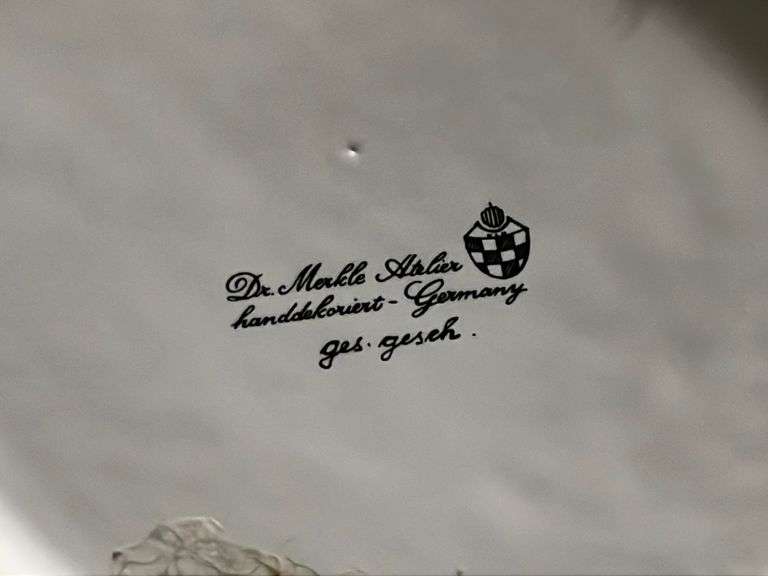 Dr. Merkle Atelier
handdekoriert - Germany
ges. gesch.